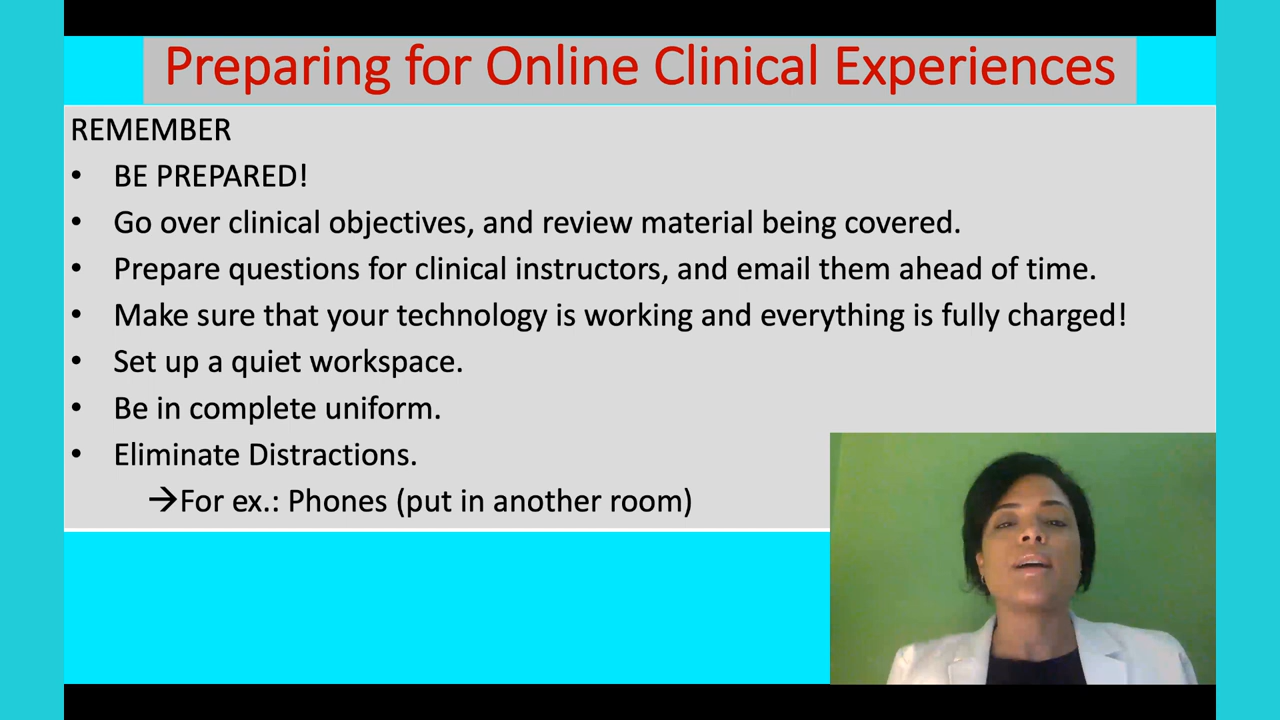 Preparing for Online Clinical Experiences
REMEMBER
• BE PREPARED!
• Go over clinical objectives, and review material being covered.
• Prepare questions for clinical instructors, and email them ahead of time.
• Make sure that your technology is working and everything is fully charged!
• Set up a quiet workspace.
• Be in complete uniform.
• Eliminate Distractions.
→For ex.: Phones (put in another room)